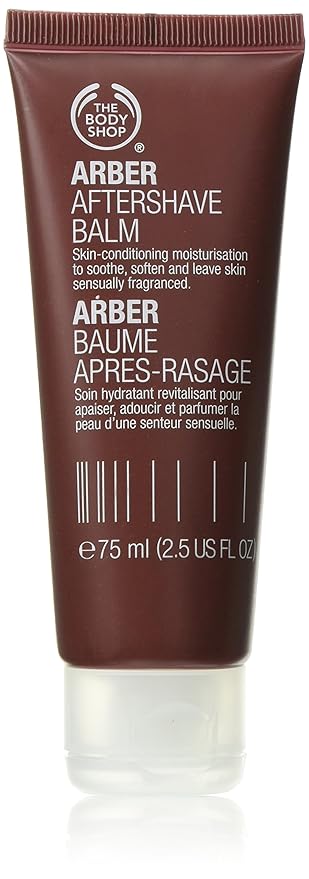 THE
BODY
SHOP
®
ARBER
AFTERSHAVE
BALM
Skin-conditioning moisturisation
to soothe, soften and leave skin
sensually fragranced.
ARBER
BAUME
APRES-RASAGE
Soin hydratant revitalisant pour
apaiser, adoucir et parfumer la
peau d'une senteur sensuelle.
℮75 ml (2.5 US FL OZ)